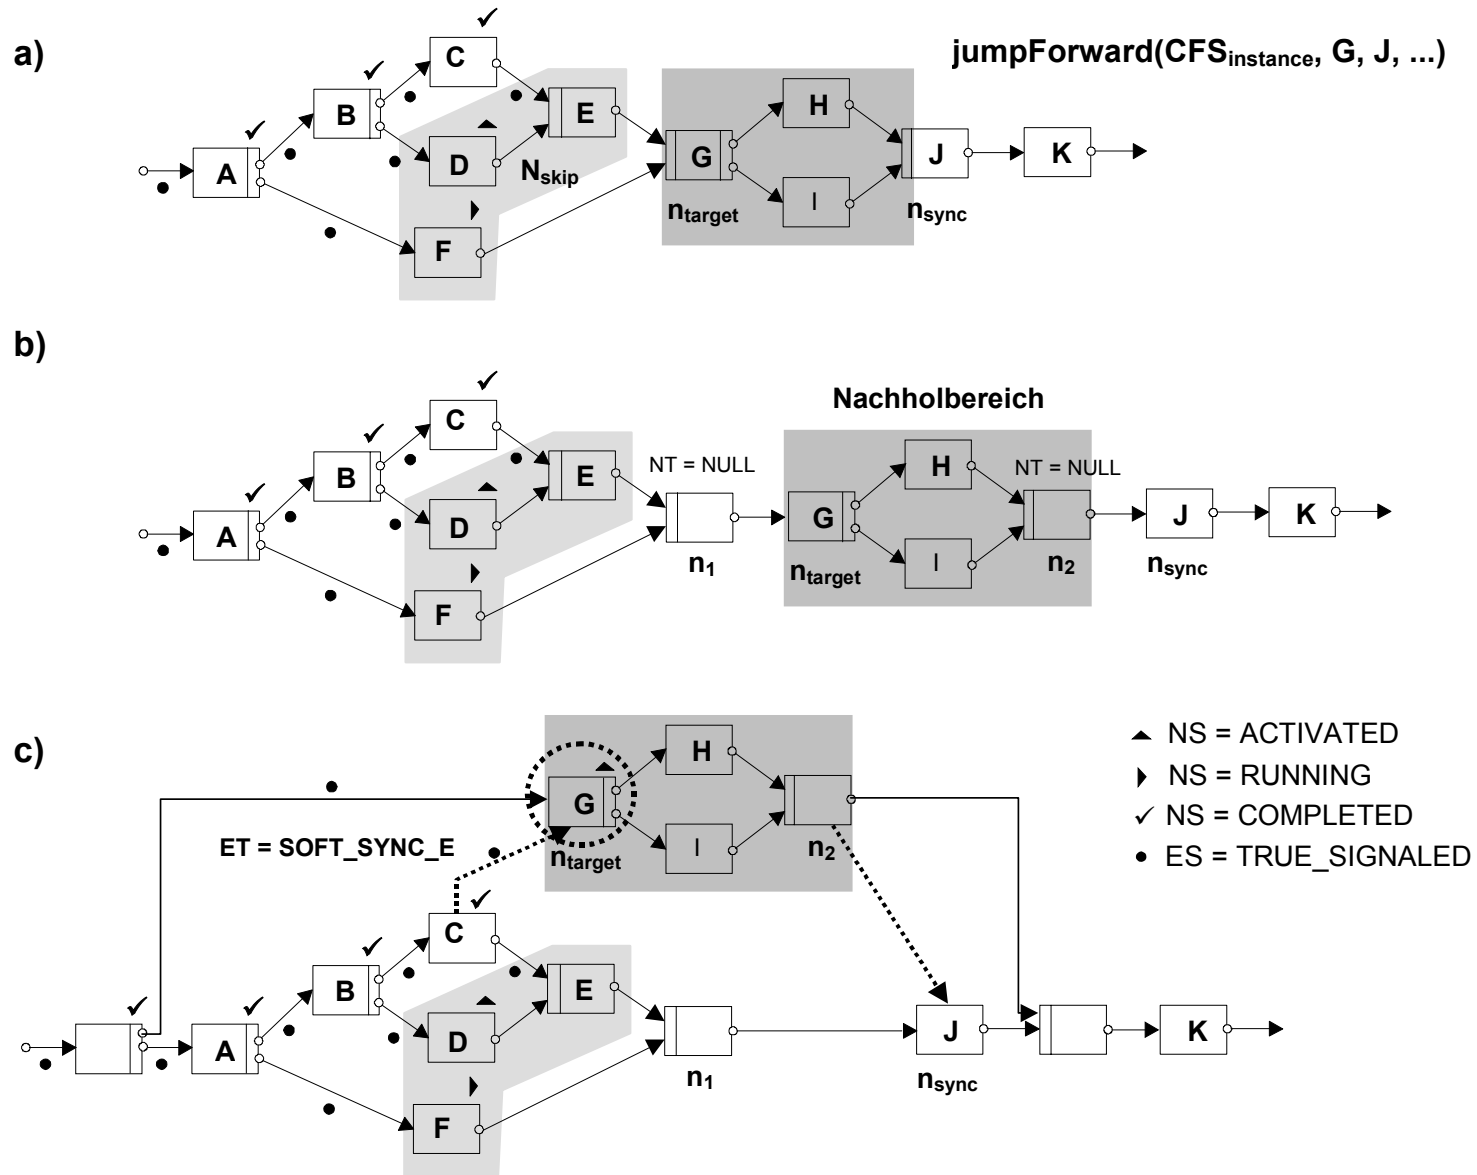 a)
jumpForward(CFSinstance, G, J, ...)
C
B
E
H
D
A
Nskip
G
J
K
I
ntarget
nsync
F
b)
Nachholbereich
C
NT = NULL
H
NT = NULL
B
E
D
G
J
K
A
I
n1
ntarget
n2
nsync
F
c)
NS = ACTIVATED
NS = RUNNING
NS = COMPLETED
ES = TRUE_SIGNALED
H
G
ET = SOFT_SYNC_E
I
ntarget
n2
C
B
E
D
A
J
K
n1
nsync
F